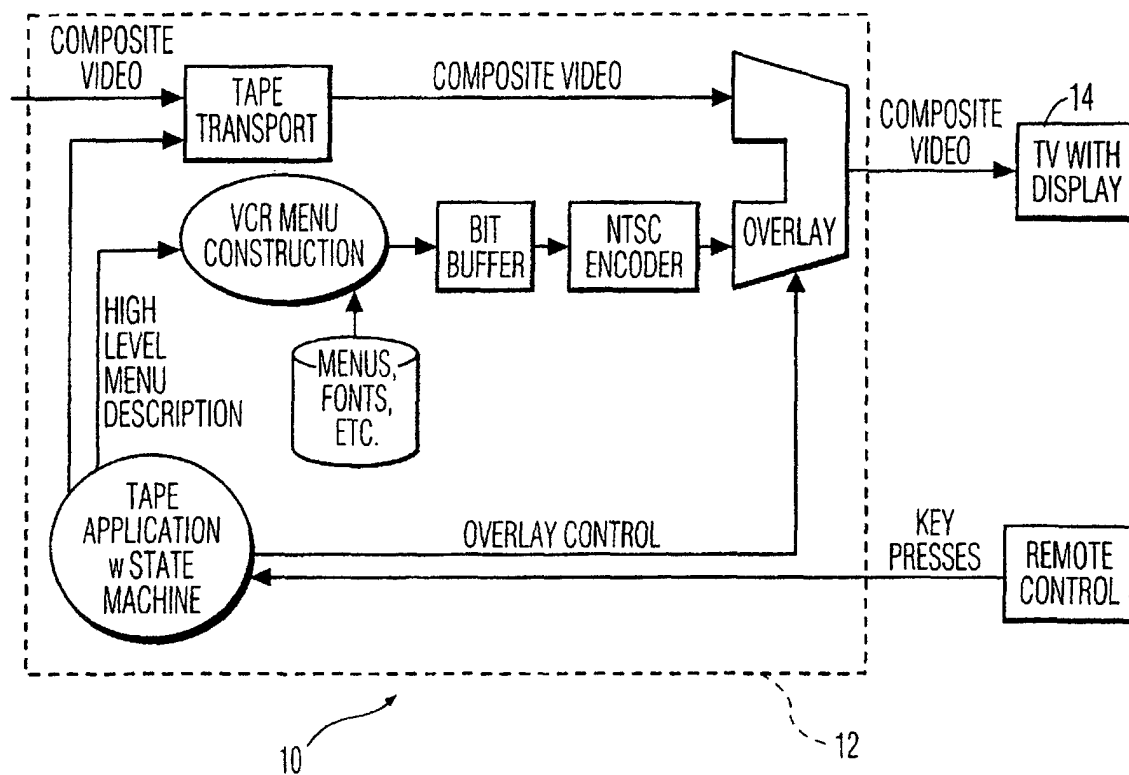 COMPOSITE
VIDEO
TAPE
TRANSPORT
COMPOSITE VIDEO
COMPOSITE
VIDEO
14
TV WITH
DISPLAY
VCR MENU
CONSTRUCTION
BIT
BUFFER
NTSC
ENCODER
OVERLAY
HIGH
LEVEL
MENU
DESCRIPTION
MENUS,
FONTS,
ETC.
TAPE
APPLICATION
w STATE
MACHINE
OVERLAY CONTROL
KEY
PRESSES
REMOTE
CONTROL
10
12